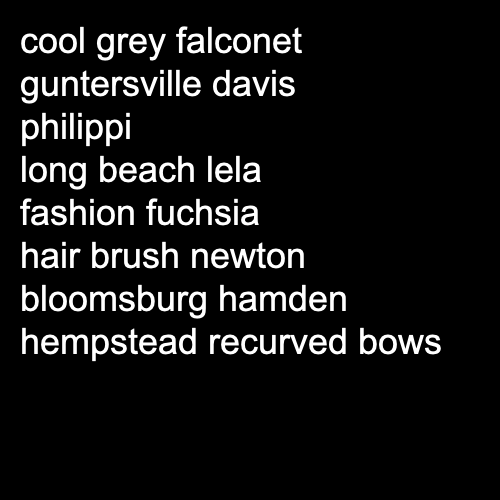 cool grey falconet
guntersville davis
philippi
long beach lela
fashion fuchsia
hair brush newton
bloomsburg hamden
hempstead recurved bows